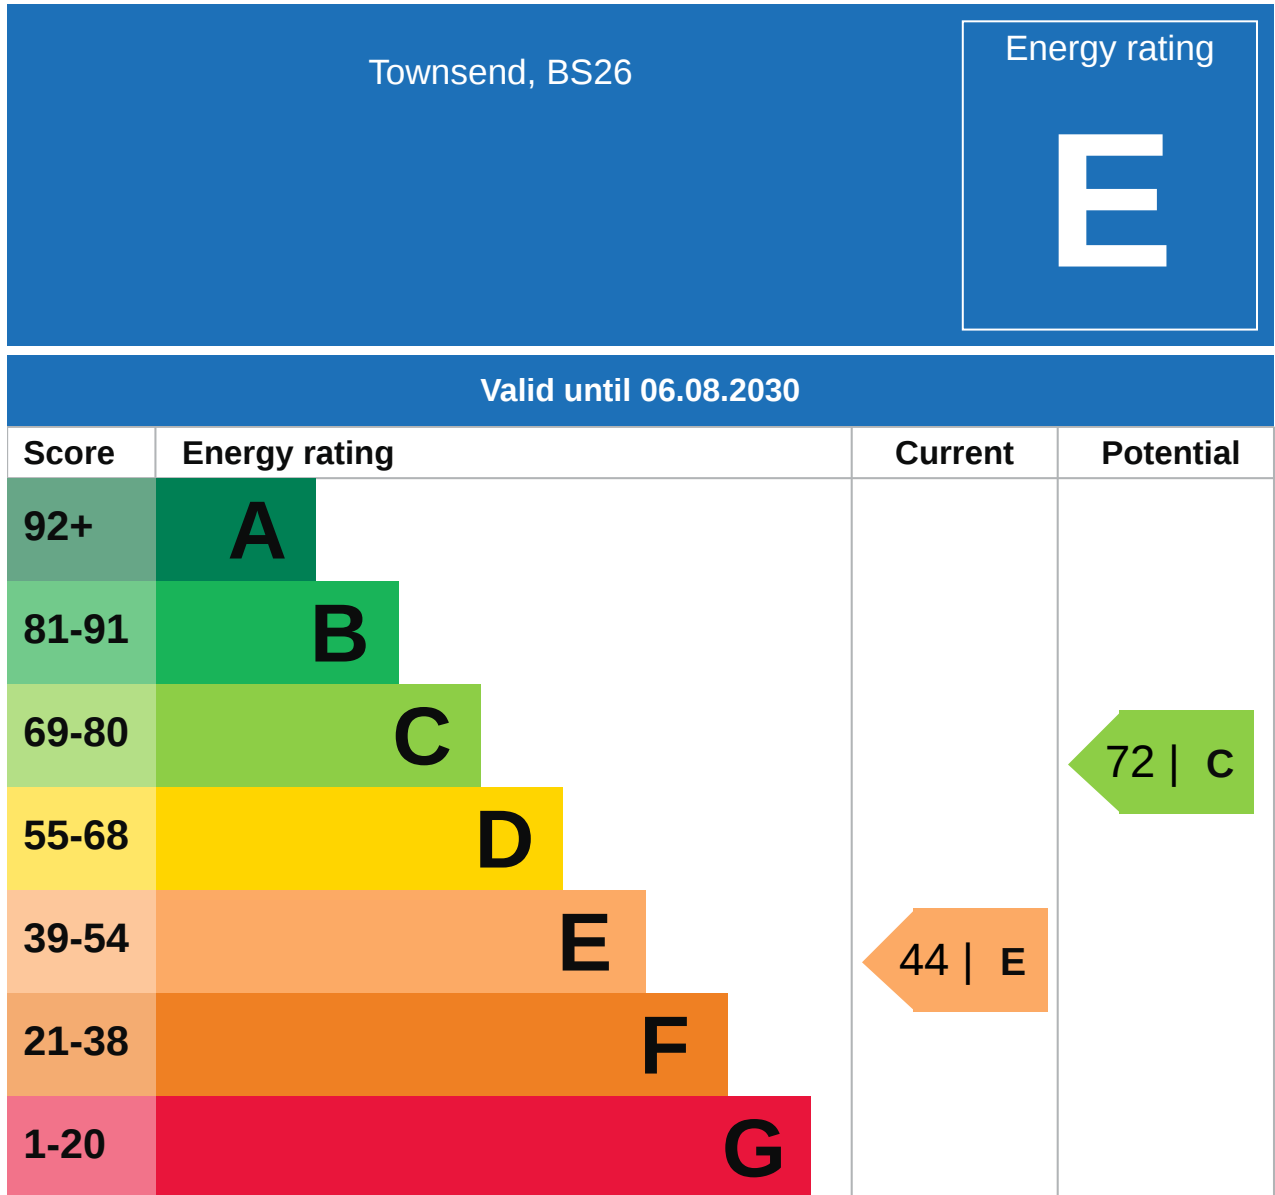 Townsend, BS26
Energy rating
E
Valid until 06.08.2030
Score Energy rating Current Potential
92+ A
81-91 B
69-80 C
72 | C
55-68 D
39-54 E
44 | E
21-38 F
1-20 G